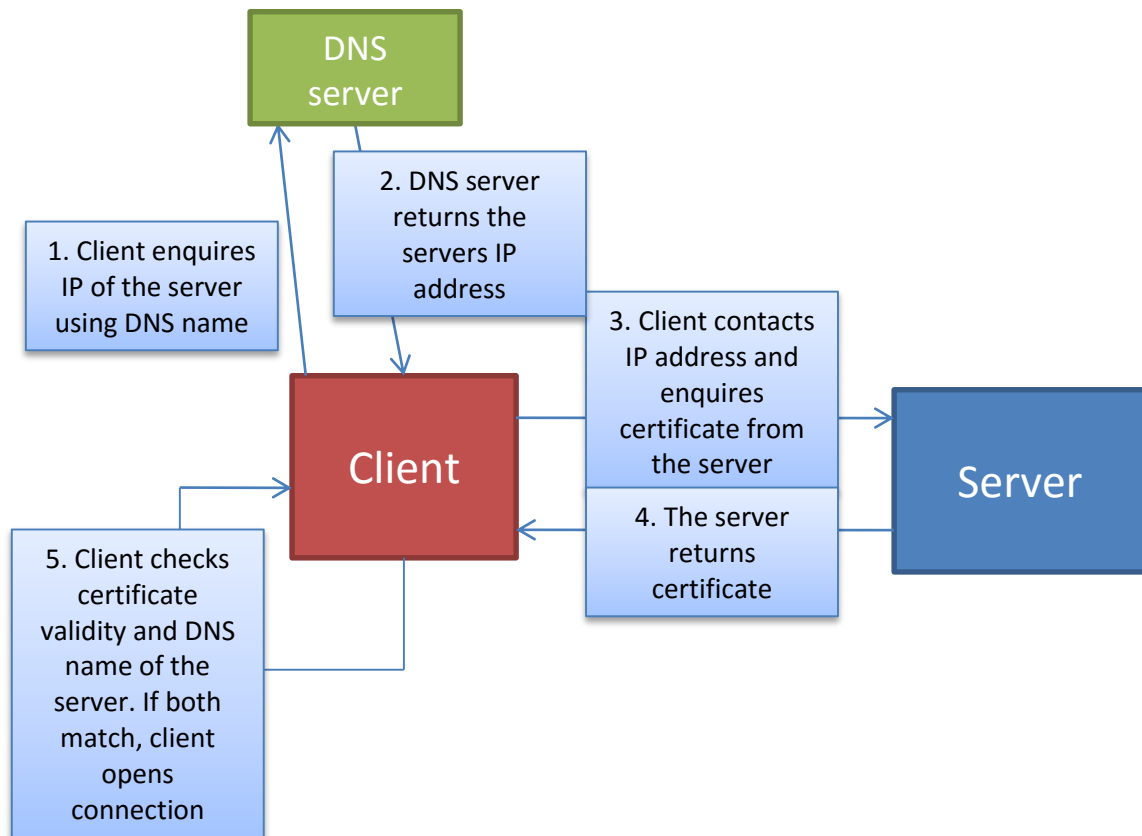 DNS
server
1. Client enquires
IP of the server
using DNS name
2. DNS server
returns the
servers IP
address
3. Client contacts
IP address and
enquires
certificate from
the server
Client
Server
4. The server
returns
certificate
5. Client checks
certificate
validity and DNS
name of the
server. If both
match, client
opens
connection